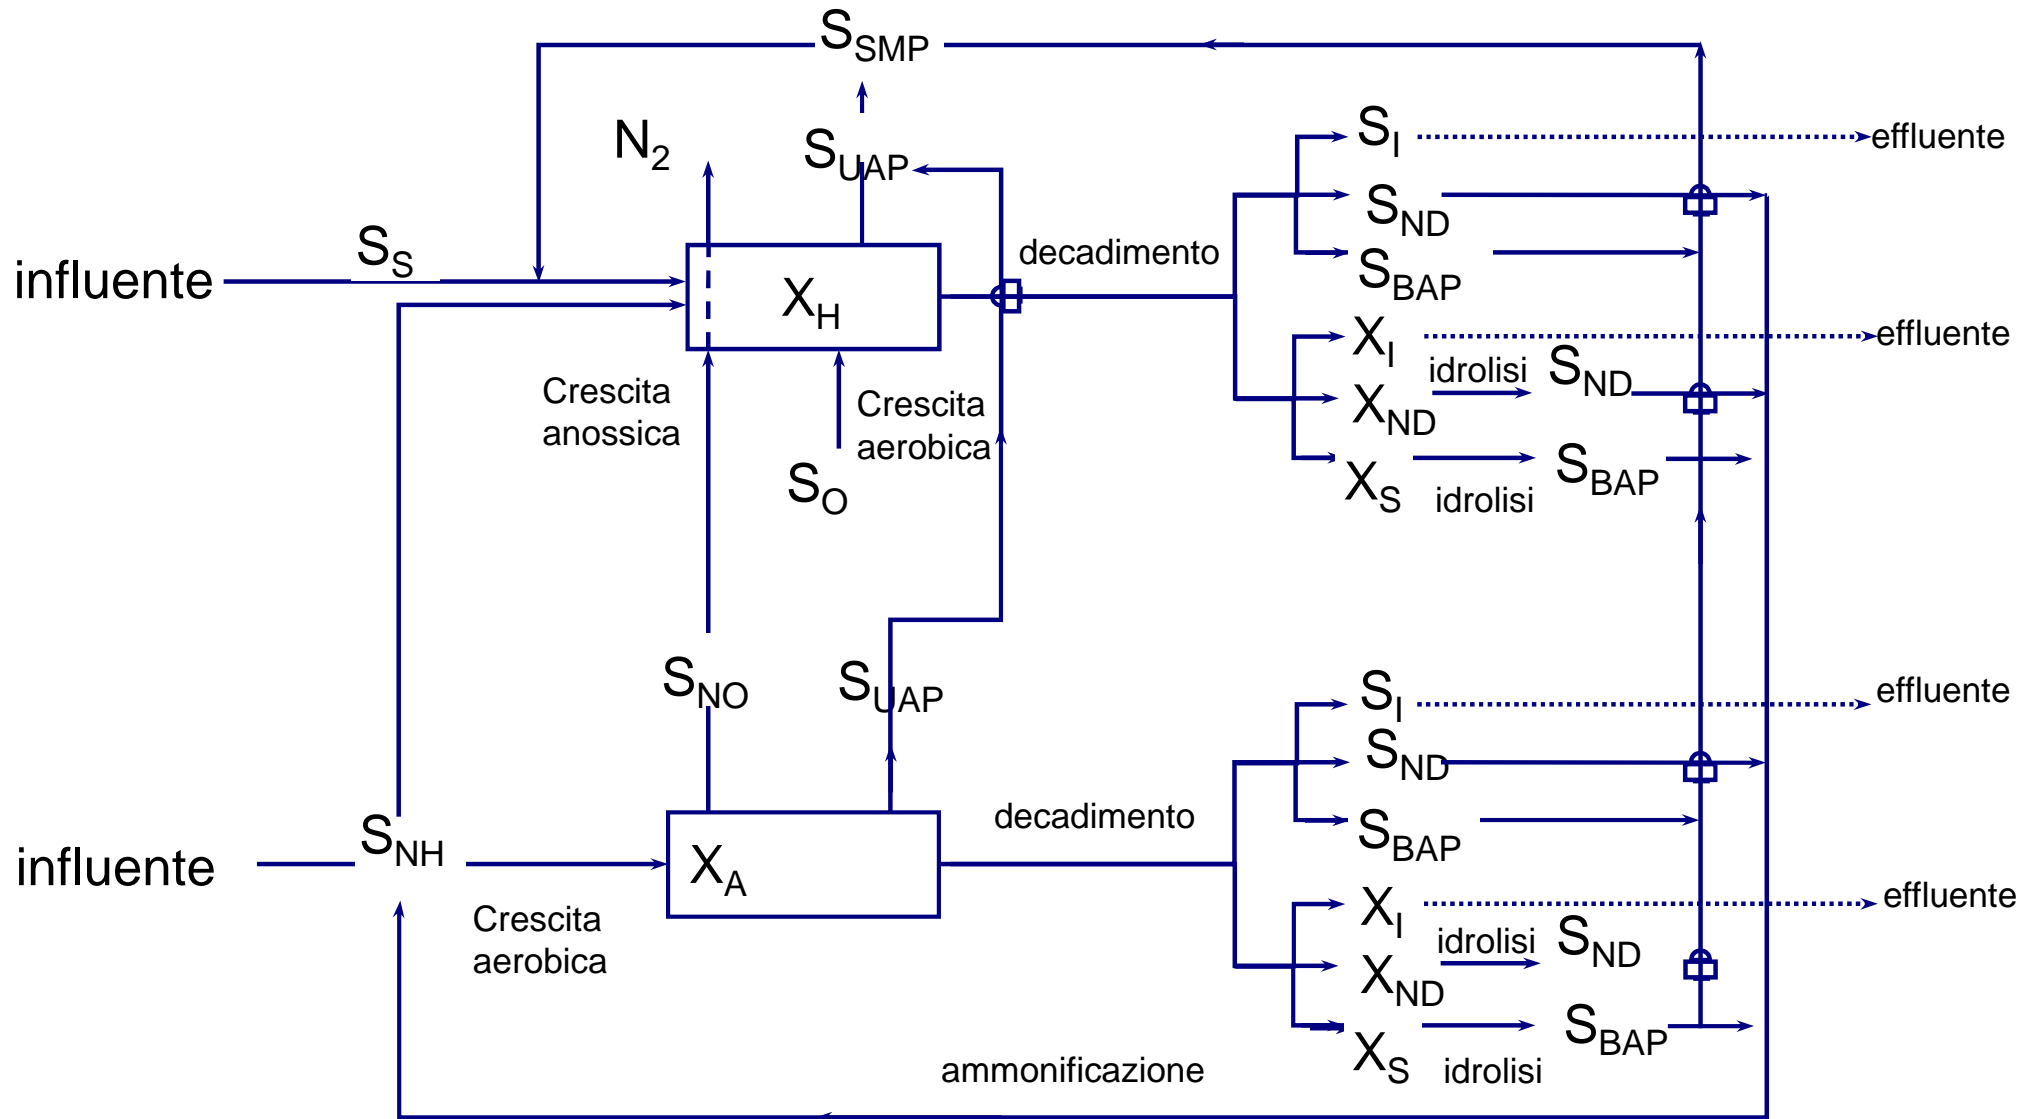 S_SMP
N_2
S_UAP
S_I
effluente
S_ND
S_S
decadimento
influente
S_BAP
X_H
X_I
effluente
idrolisi
S_ND
Crescita
anossica
Crescita
aerobica
X_ND
S_O
X_S
idrolisi
S_BAP
S_NO
S_UAP
S_I
effluente
S_ND
decadimento
S_NH
S_BAP
influente
X_A
X_I
effluente
Crescita
aerobica
idrolisi
S_ND
X_ND
X_S
idrolisi
S_BAP
ammonificazione